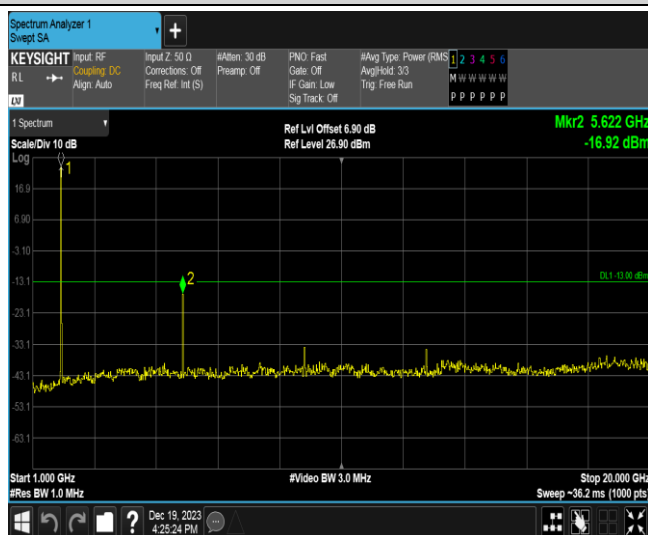 Spectrum Analyzer 1
Swept SA
+
KEYSIGHT
RL
LXI
Input: RF
Coupling: DC
Align: Auto
Input Z: 50 Ω
Corrections: Off
Freq Ref: Int (S)
#Atten: 30 dB
Preamp: Off
PNO: Fast
Gate: Off
IF Gain: Low
Sig Track: Off
#Avg Type: Power (RMS
Avg|Hold: 3/3
Trig: Free Run
1 2 3 4 5 6
M W W W W W
P P P P P P
1 Spectrum
Scale/Div 10 dB
Log
Ref Lvl Offset 6.90 dB
Ref Level 26.90 dBm
Mkr2 5.622 GHz
-16.92 dBm
1
16.9
6.90
-3.10
-13.1
2
DL1 -13.00 dBm
-23.1
-33.1
-43.1
-53.1
-63.1
Start 1.000 GHz
#Video BW 3.0 MHz
Stop 20.000 GHz
#Res BW 1.0 MHz
Sweep ~36.2 ms (1000 pts)
?
Dec 19, 2023
4:25:24 PM